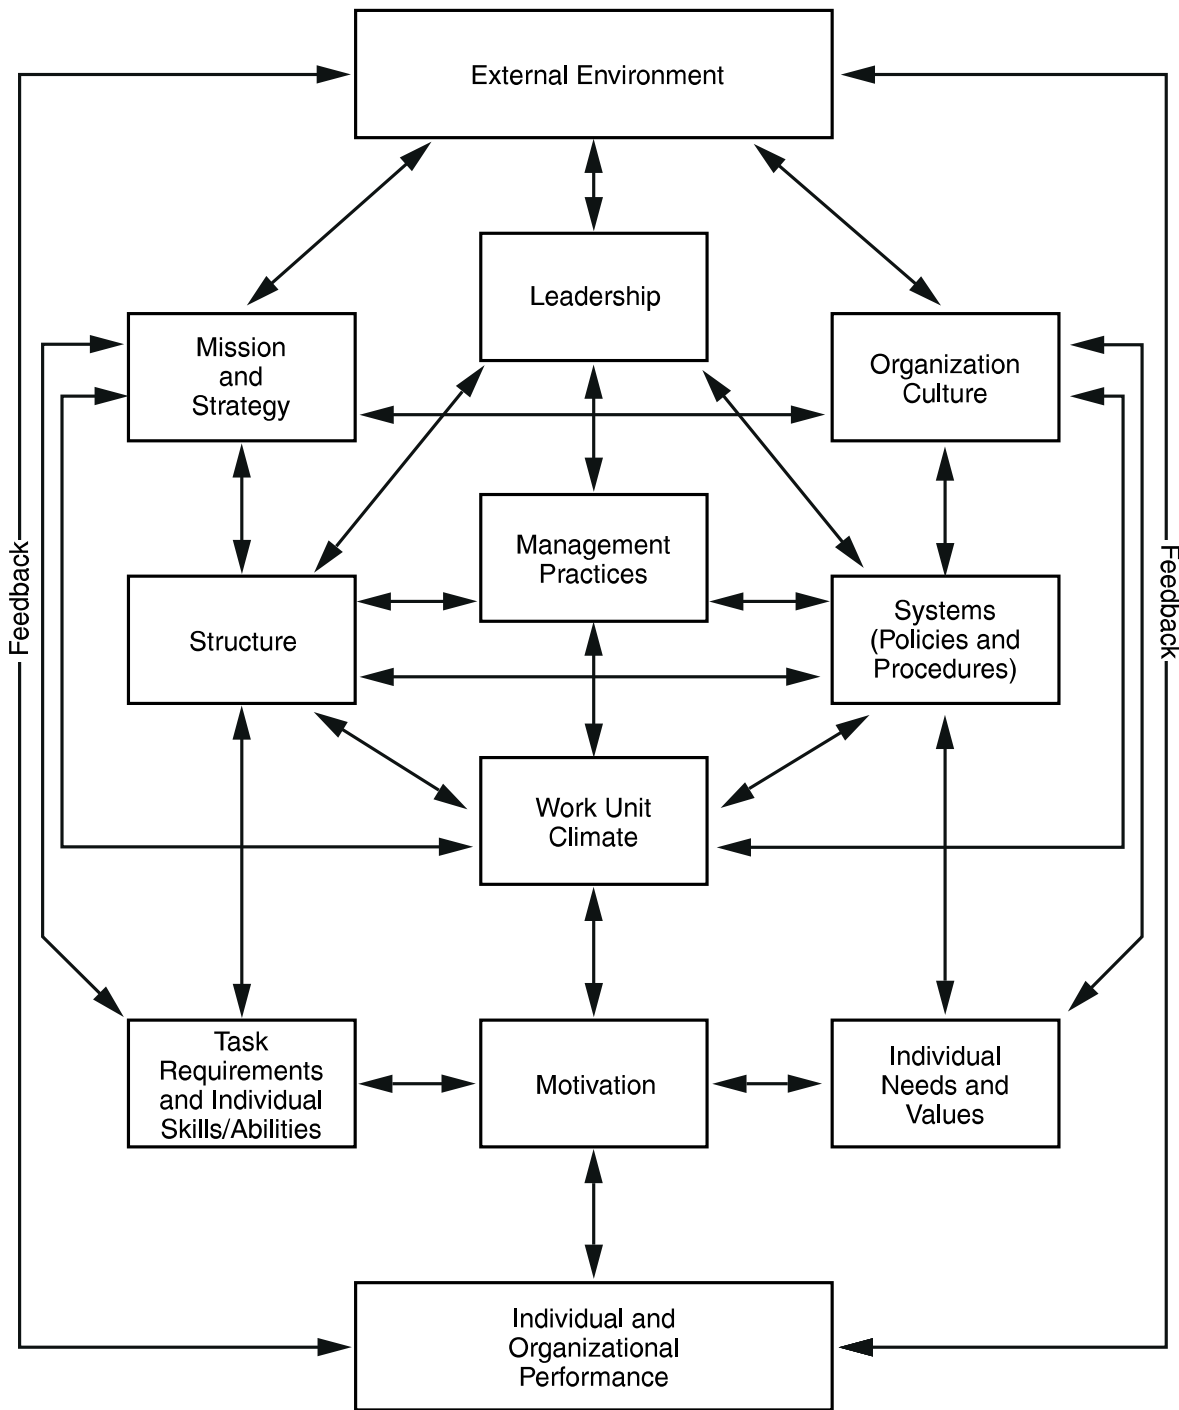 External Environment
Leadership
Mission
and
Strategy
Organization
Culture
Management
Practices
Feedback
Structure
Systems
(Policies and
Procedures)
Feedback
Work Unit
Climate
Task
Requirements
and Individual
Skills/Abilities
Motivation
Individual
Needs and
Values
Individual and
Organizational
Performance